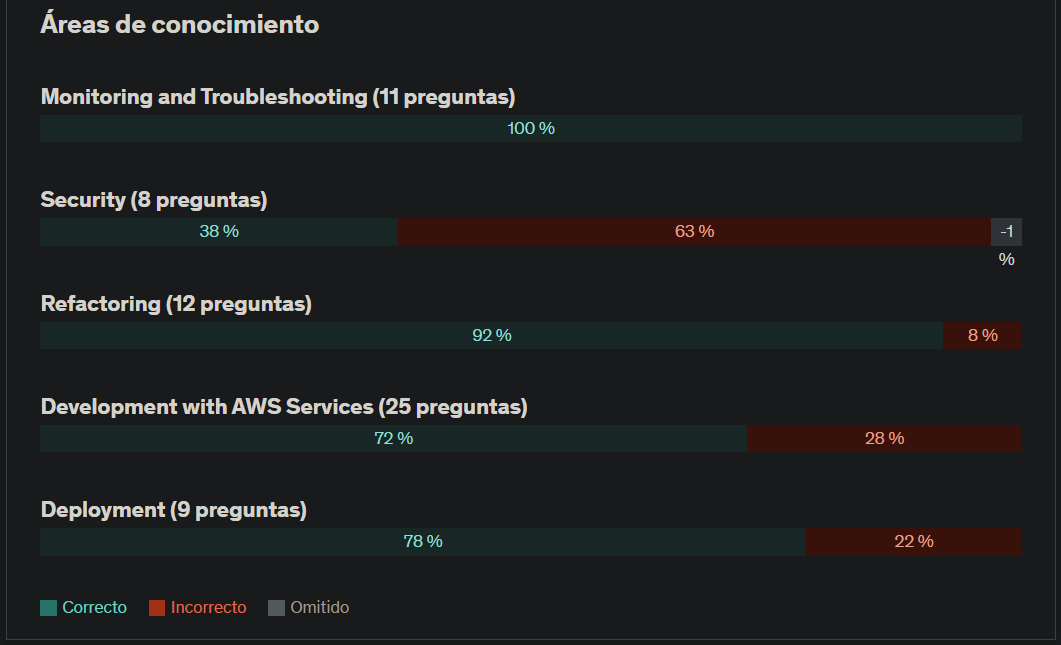 Áreas de conocimiento
Monitoring and Troubleshooting (11 preguntas)
100 %
Security (8 preguntas)
38 % 63 % -1
%
Refactoring (12 preguntas)
92 % 8 %
Development with AWS Services (25 preguntas)
72 % 28 %
Deployment (9 preguntas)
78 % 22 %
Correcto Incorrecto Omitido